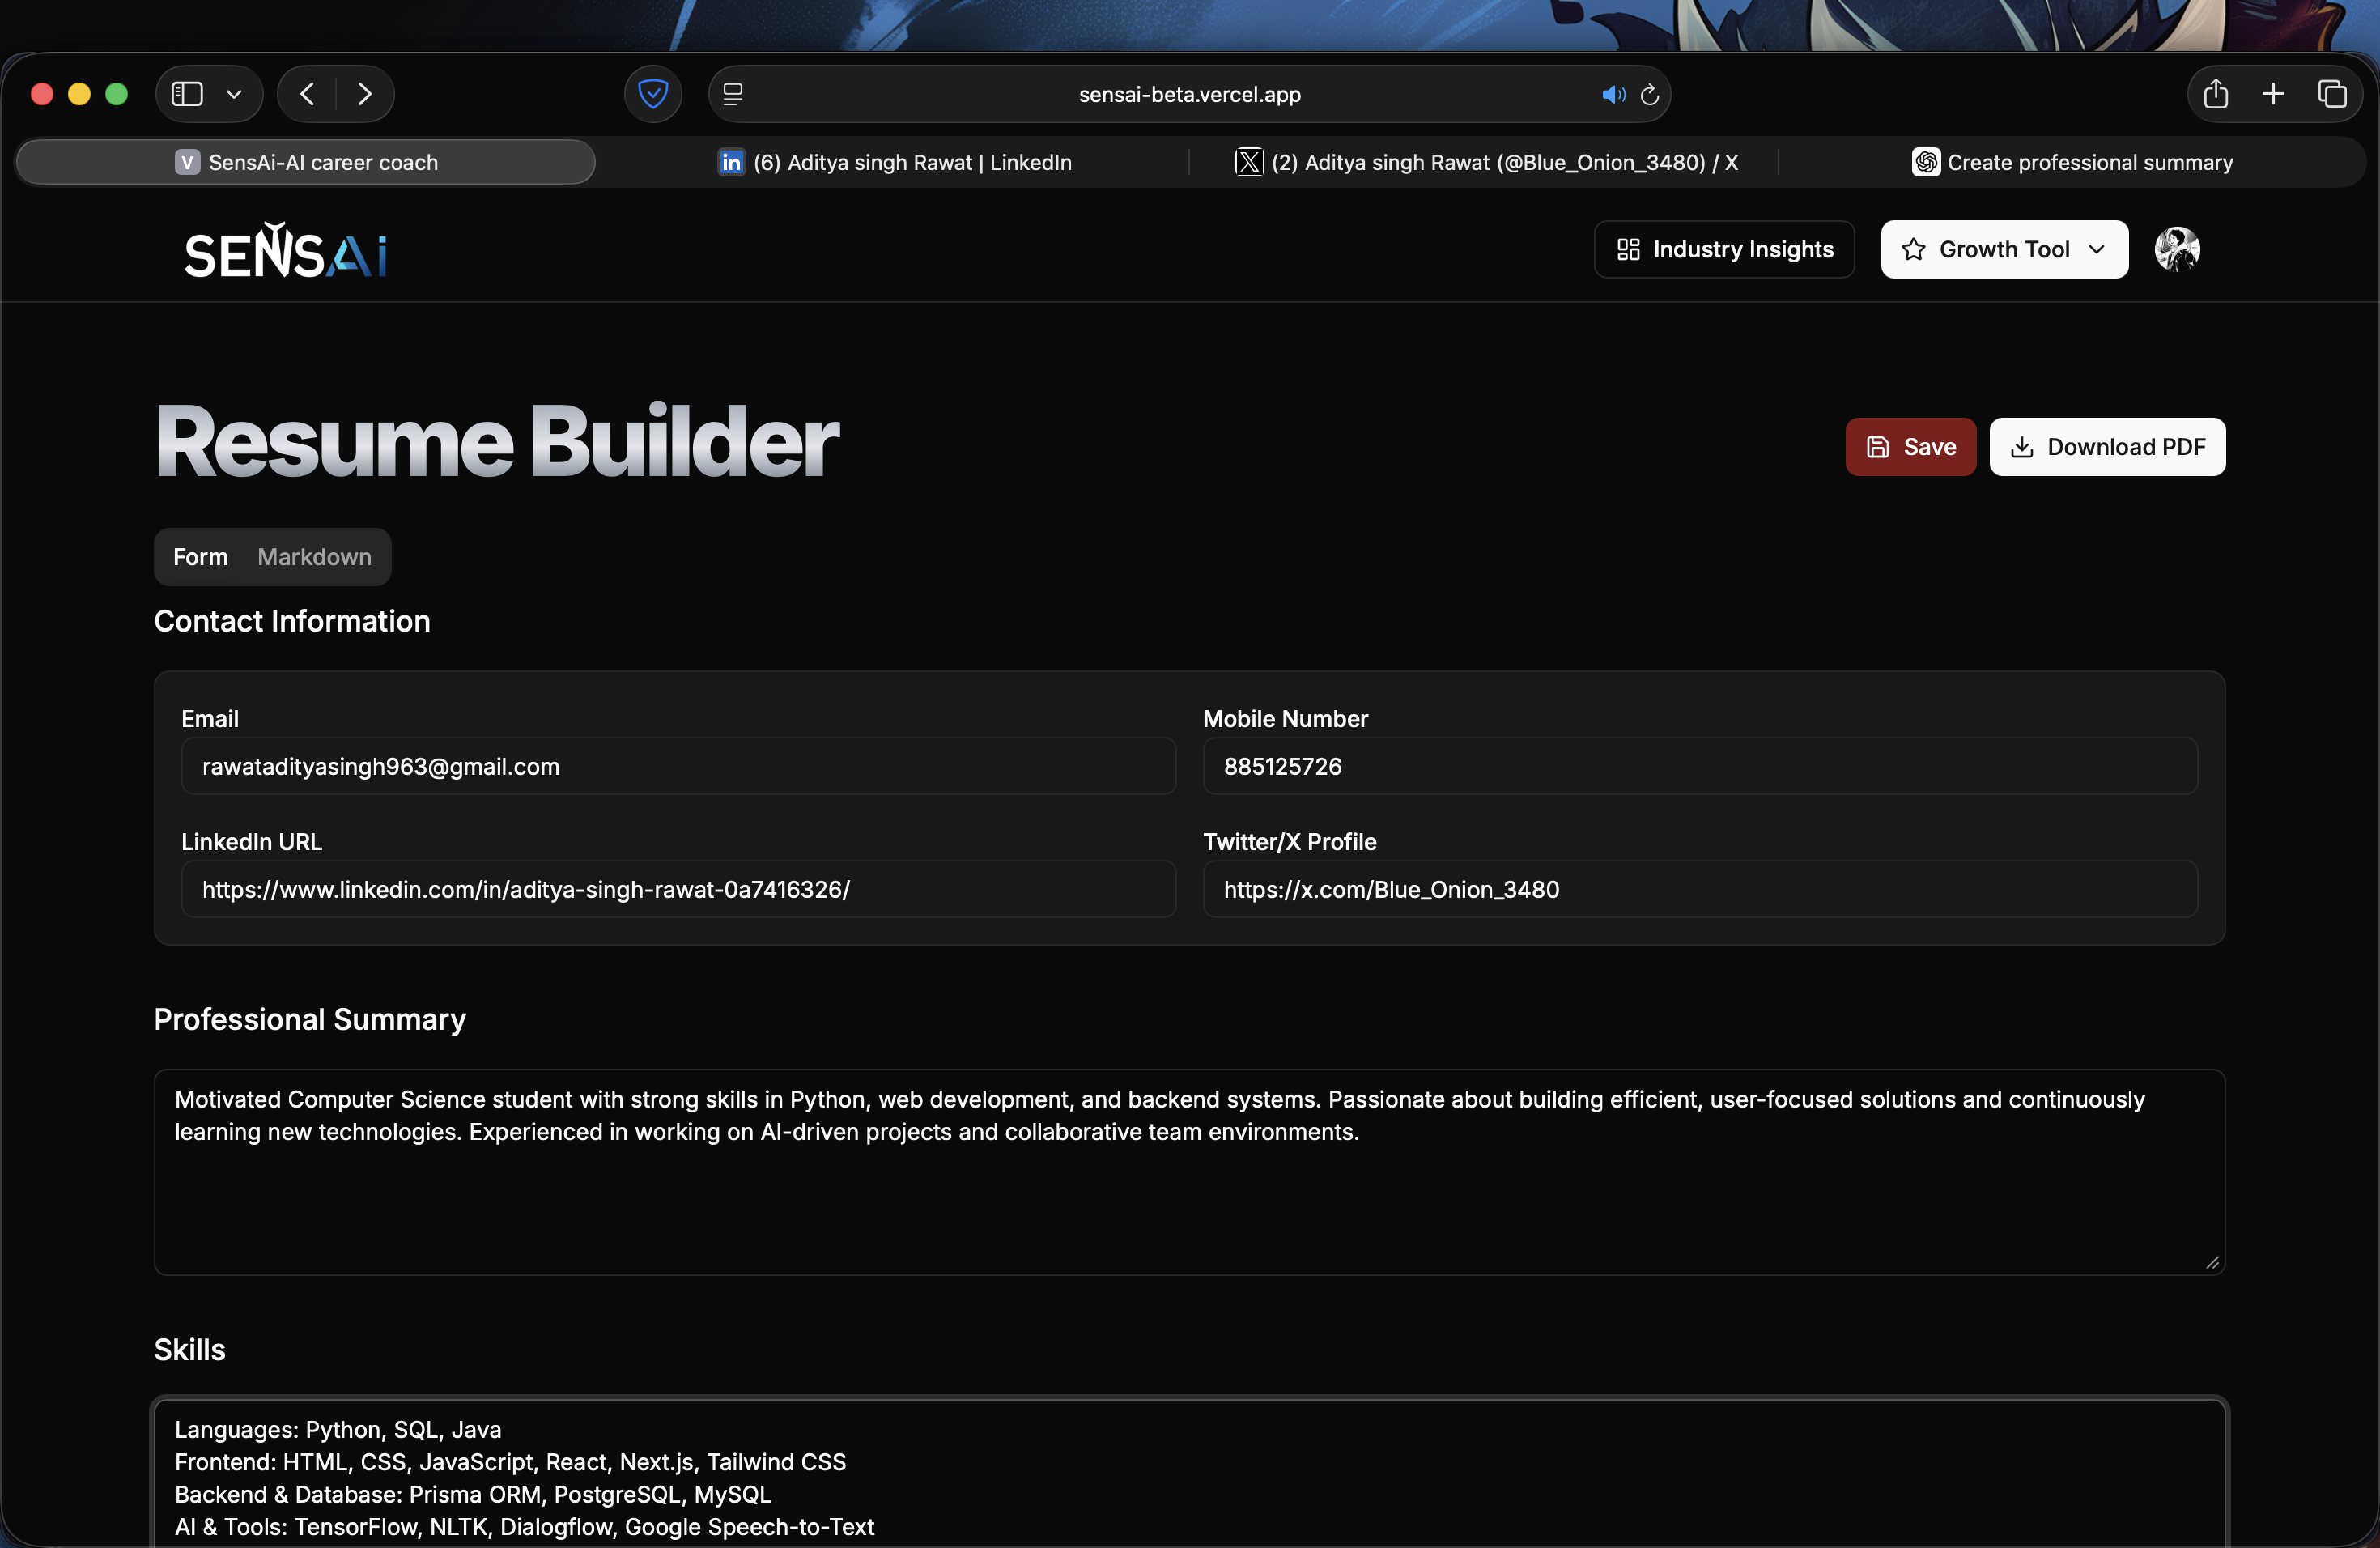 sensai-beta.vercel.app
V SensAi-AI career coach
in (6) Aditya singh Rawat | LinkedIn
X (2) Aditya singh Rawat (@Blue_Onion_3480) / X
Create professional summary
SENSAi
Industry Insights
Growth Tool
Resume Builder
Save
Download PDF
Form
Markdown
Contact Information
Email
Mobile Number
rawatadityasingh963@gmail.com
885125726
LinkedIn URL
Twitter/X Profile
https://www.linkedin.com/in/aditya-singh-rawat-0a7416326/
https://x.com/Blue_Onion_3480
Professional Summary
Motivated Computer Science student with strong skills in Python, web development, and backend systems. Passionate about building efficient, user-focused solutions and continuously
learning new technologies. Experienced in working on AI-driven projects and collaborative team environments.
Skills
Languages: Python, SQL, Java
Frontend: HTML, CSS, JavaScript, React, Next.js, Tailwind CSS
Backend & Database: Prisma ORM, PostgreSQL, MySQL
AI & Tools: TensorFlow, NLTK, Dialogflow, Google Speech-to-Text